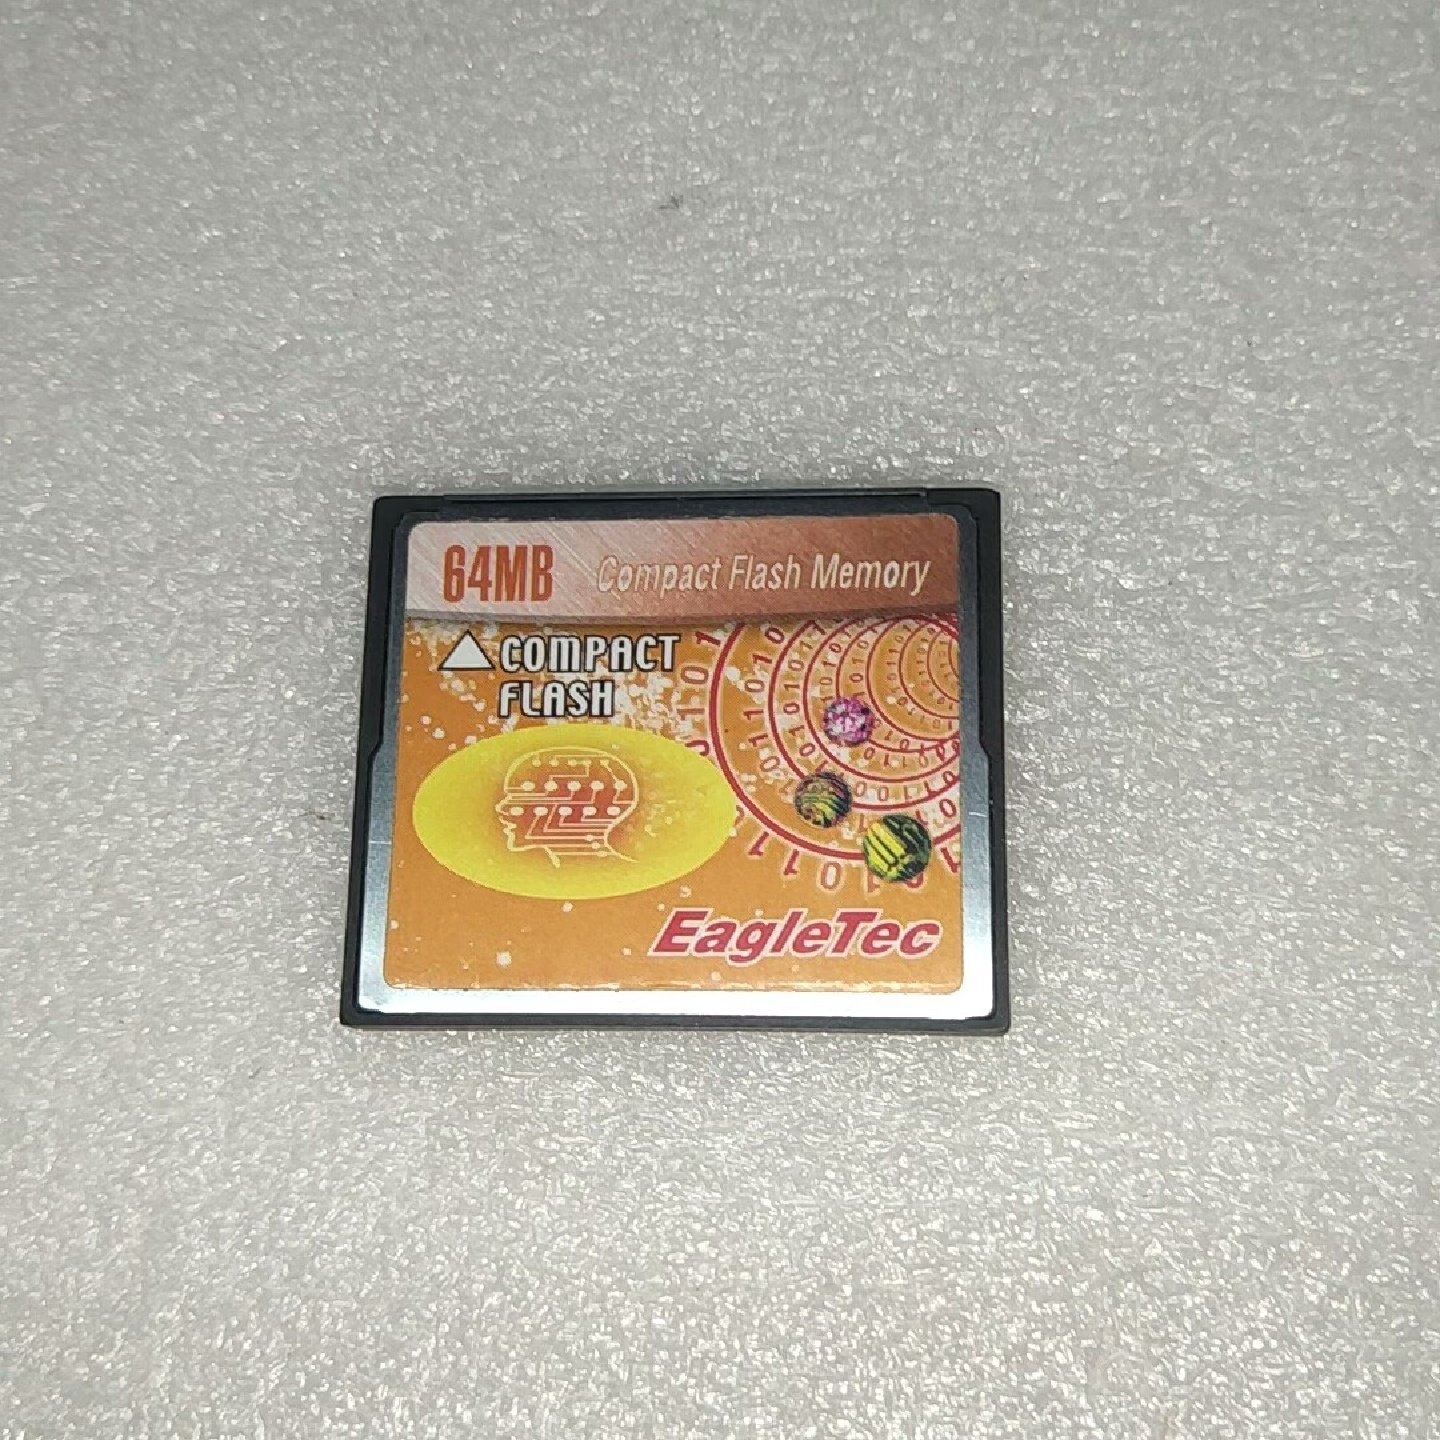 64MB Compact Flash Memory
COMPACT
FLASH
EagleTec